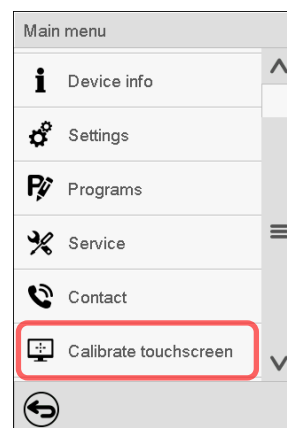 Main menu
Device info
Settings
Programs
Service
Contact
Calibrate touchscreen